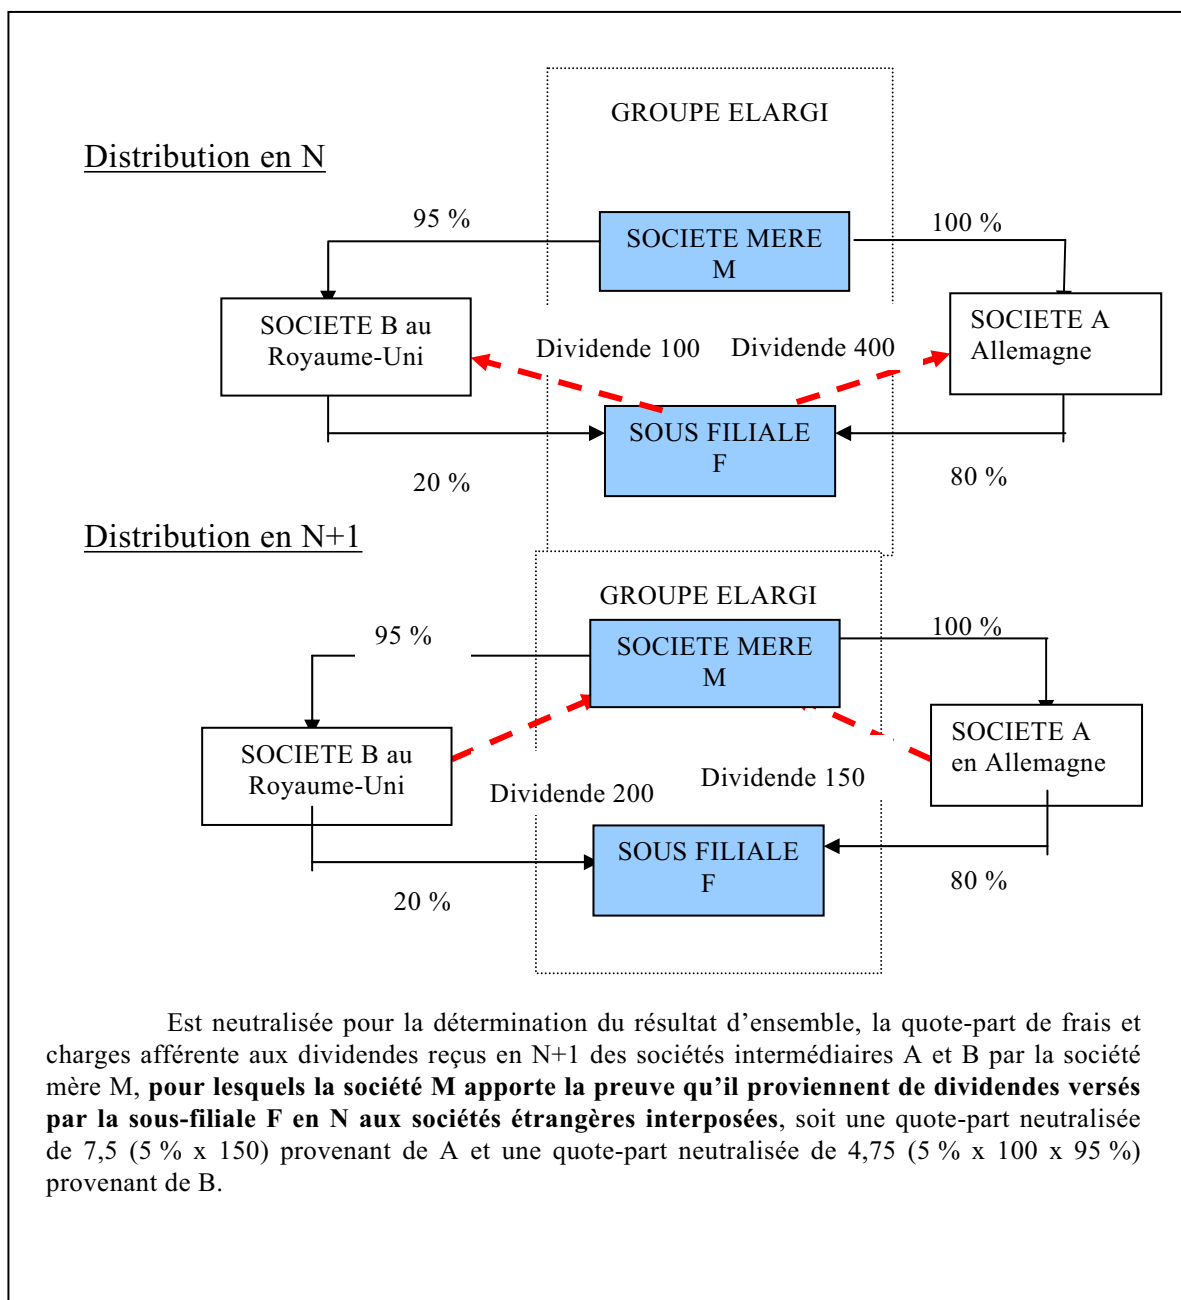 GROUPE ELARGI
Distribution en N
95 %
100 %
SOCIETE MERE
M
SOCIETE B au
Royaume-Uni
SOCIETE A
Allemagne
Dividende 100
Dividende 400
SOUS FILIALE
F
20 %
80 %
Distribution en N+1
GROUPE ELARGI
95 %
100 %
SOCIETE MERE
M
SOCIETE B au
Royaume-Uni
SOCIETE A
en Allemagne
Dividende 200
Dividende 150
SOUS FILIALE
F
20 %
80 %
Est neutralisée pour la détermination du résultat d’ensemble, la quote-part de frais et
charges afférente aux dividendes reçus en N+1 des sociétés intermédiaires A et B par la société
mère M, pour lesquels la société M apporte la preuve qu’il proviennent de dividendes versés
par la sous-filiale F en N aux sociétés étrangères interposées, soit une quote-part neutralisée
de 7,5 (5 % x 150) provenant de A et une quote-part neutralisée de 4,75 (5 % x 100 x 95 %)
provenant de B.